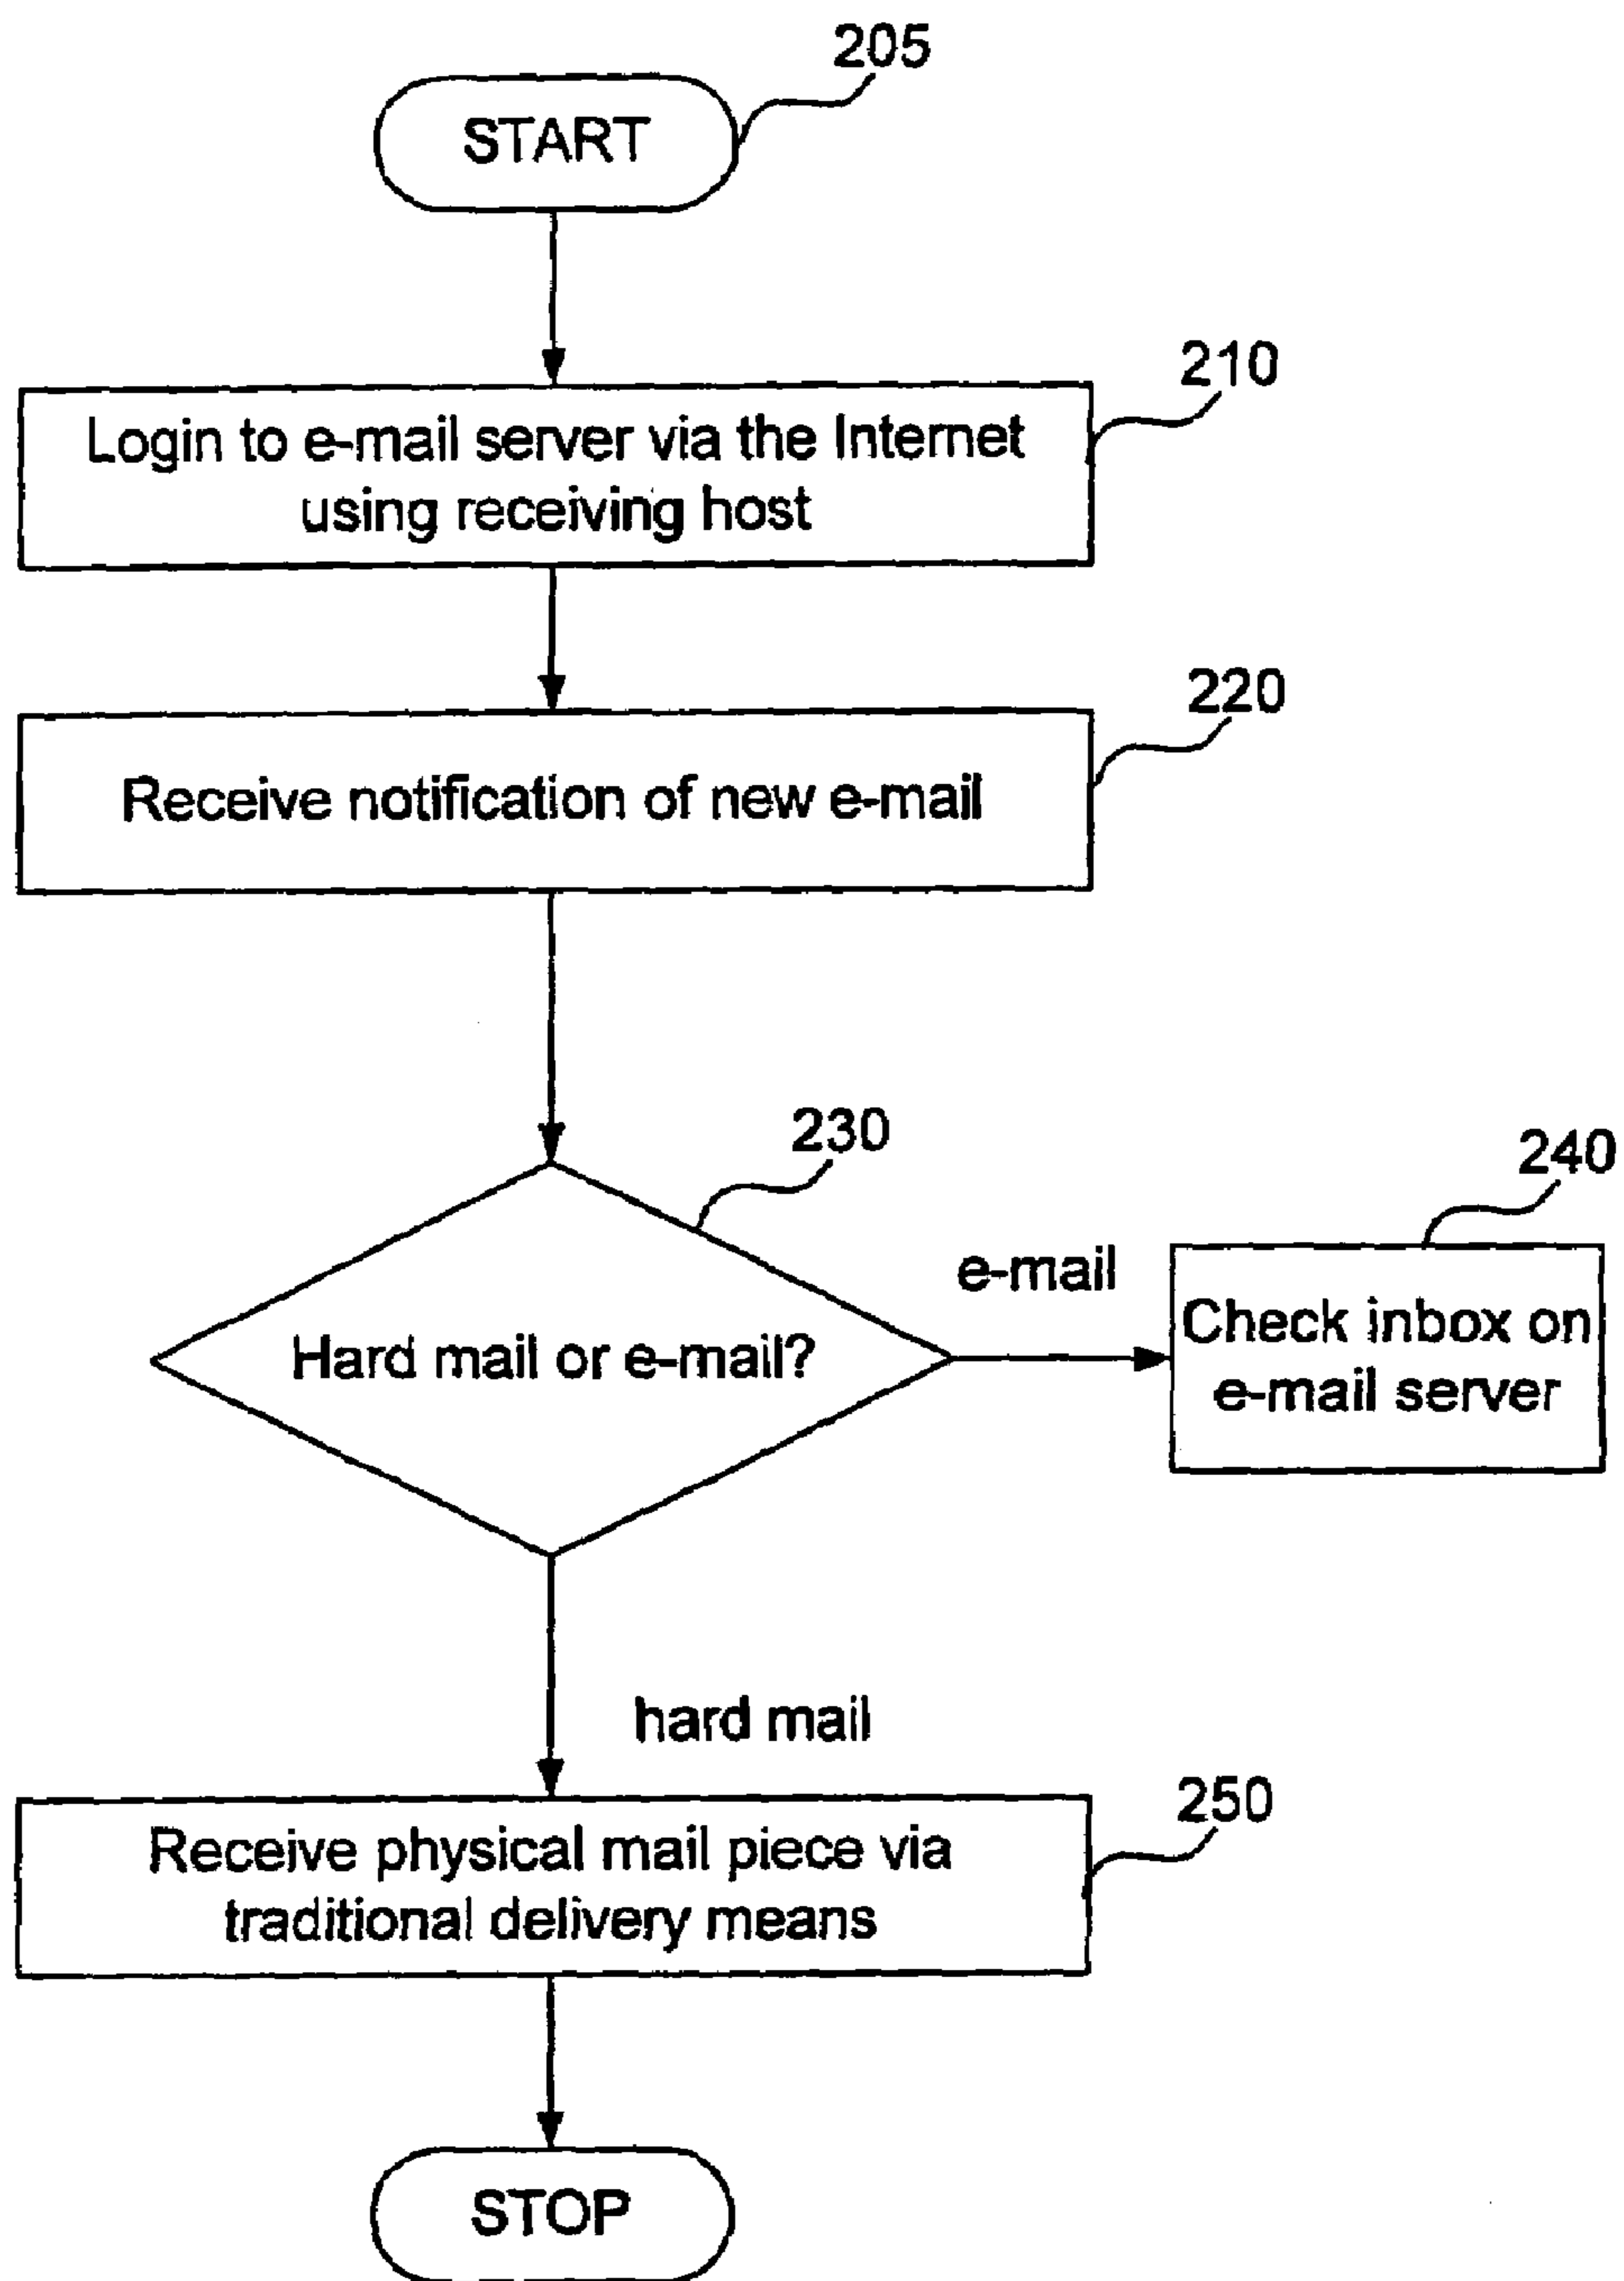 205
START
210
Login to e-mail server via the Internet
using receiving host
220
Receive notification of new e-mail
230
240
e-mail
Check inbox on
e-mail server
Hard mail or e-mail?
hard mail
250
Receive physical mail piece via
traditional delivery means
STOP